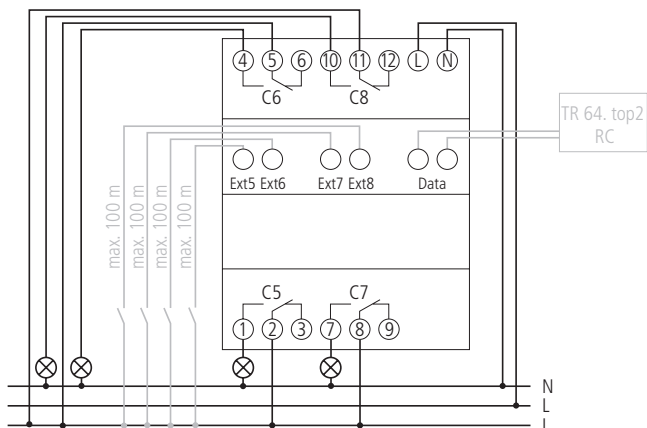 4 5 6 10 11 12 L N
C6 C8
TR 64. top2
RC
Ext5 Ext6 Ext7 Ext8 Data
max. 100 m
max. 100 m
max. 100 m
max. 100 m
C5 C7
1 2 3 7 8 9
N
L